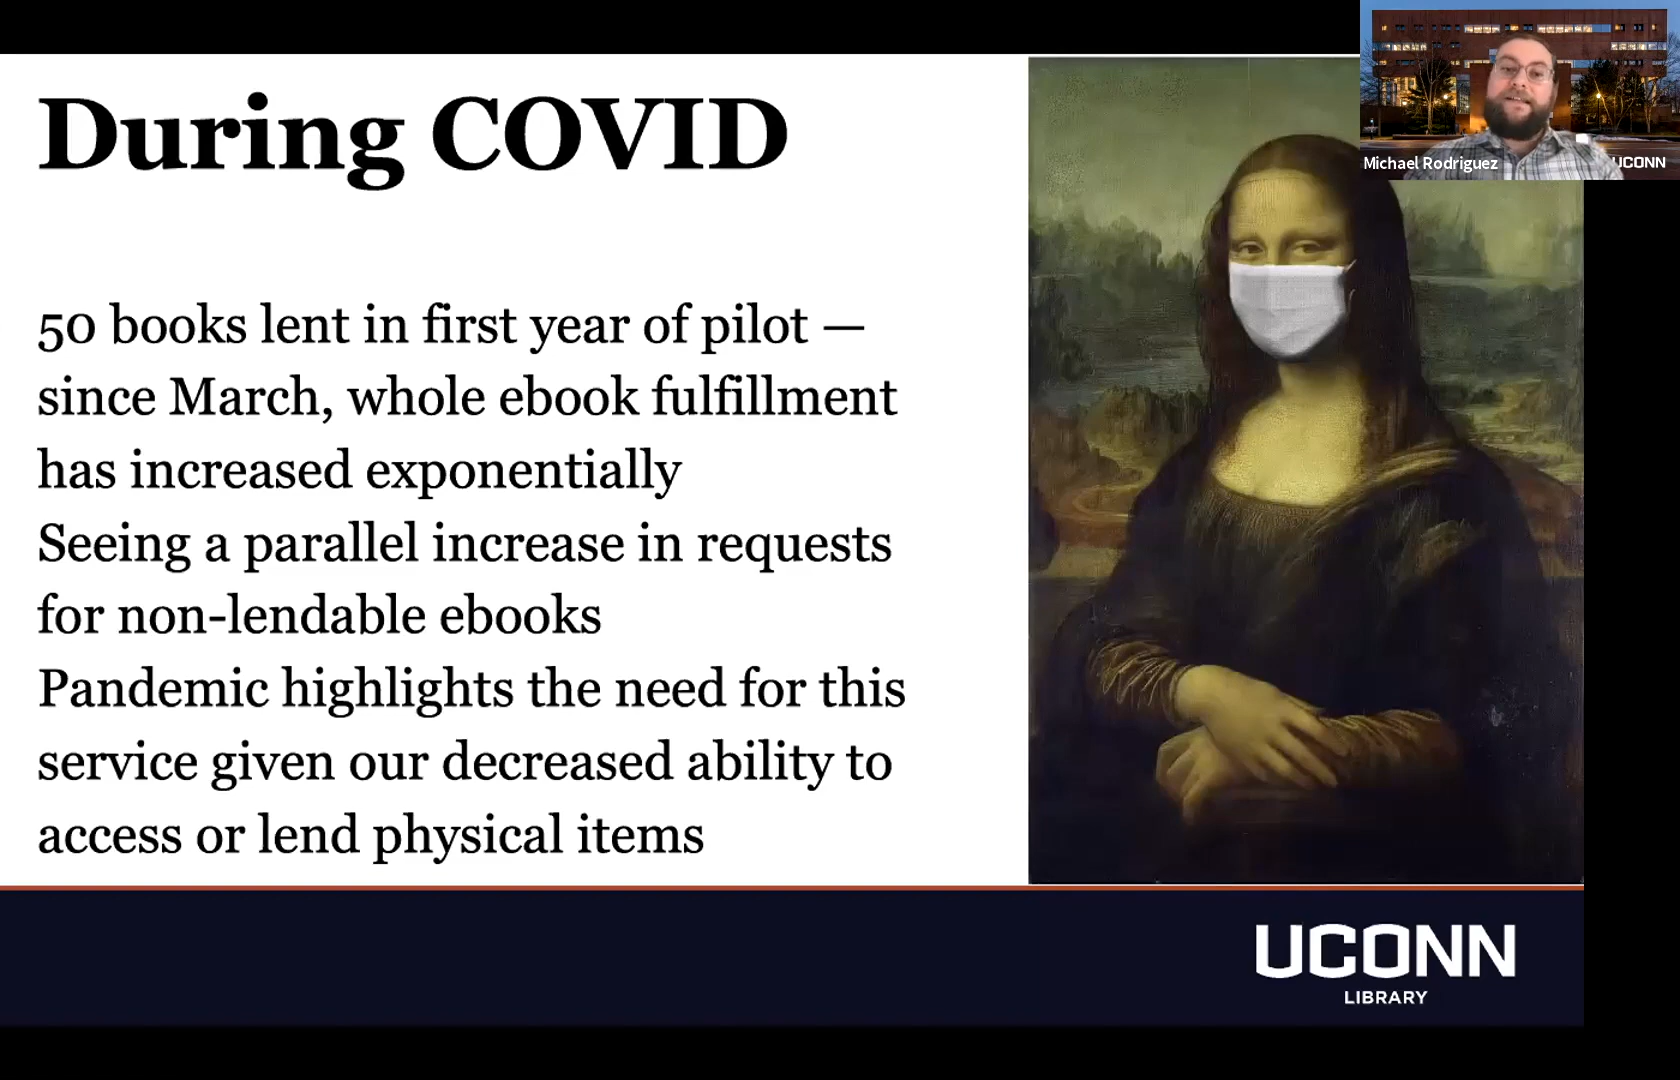 During COVID
50 books lent in first year of pilot —
since March, whole ebook fulfillment
has increased exponentially
Seeing a parallel increase in requests
for non-lendable ebooks
Pandemic highlights the need for this
service given our decreased ability to
access or lend physical items
Michael Rodriguez
UCONN
UCONN
LIBRARY